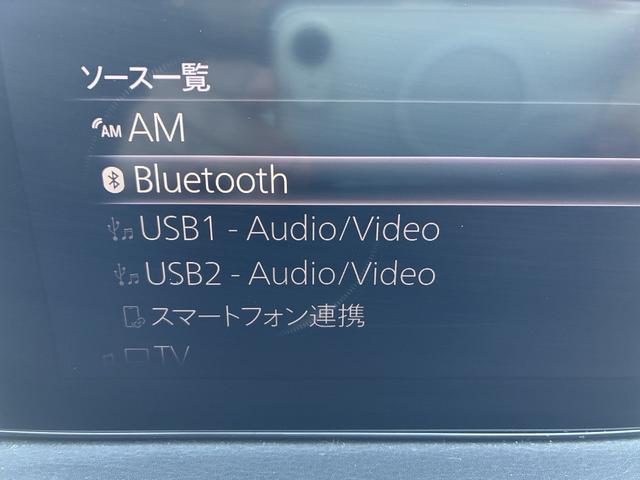 ソース一覧
AM AM
Bluetooth
USB1 - Audio/Video
USB2 - Audio/Video
スマートフォン連携
TV